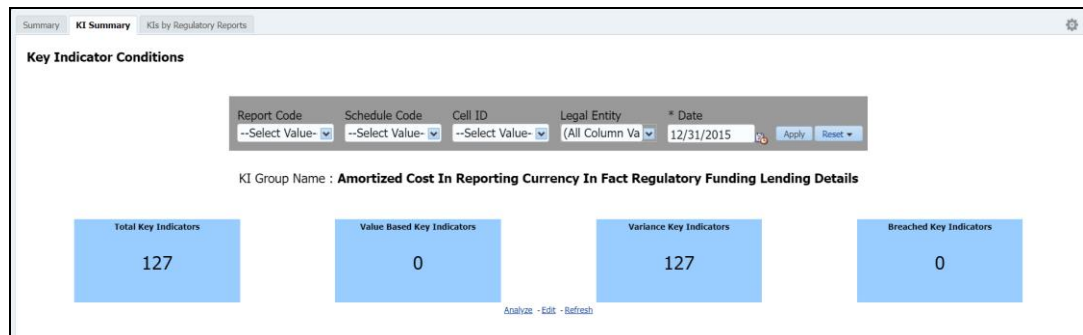 Summary KI Summary KIs by Regulatory Reports
Key Indicator Conditions
Report Code Schedule Code Cell ID Legal Entity * Date
--Select Value- --Select Value- --Select Value- (All Column Va 12/31/2015 Apply Reset
KI Group Name : Amortized Cost In Reporting Currency In Fact Regulatory Funding Lending Details
Total Key Indicators Value Based Key Indicators Variance Key Indicators Breached Key Indicators
127 0 127 0
Analyze - Edit - Refresh